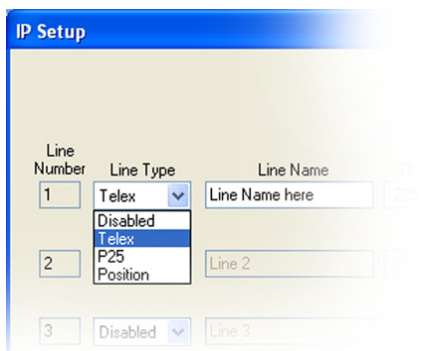 IP Setup
Line
Number Line Type Line Name
1 Telex Line Name here
Disabled
Telex
P25
Position
2 Line 2
3 Disabled Line 3